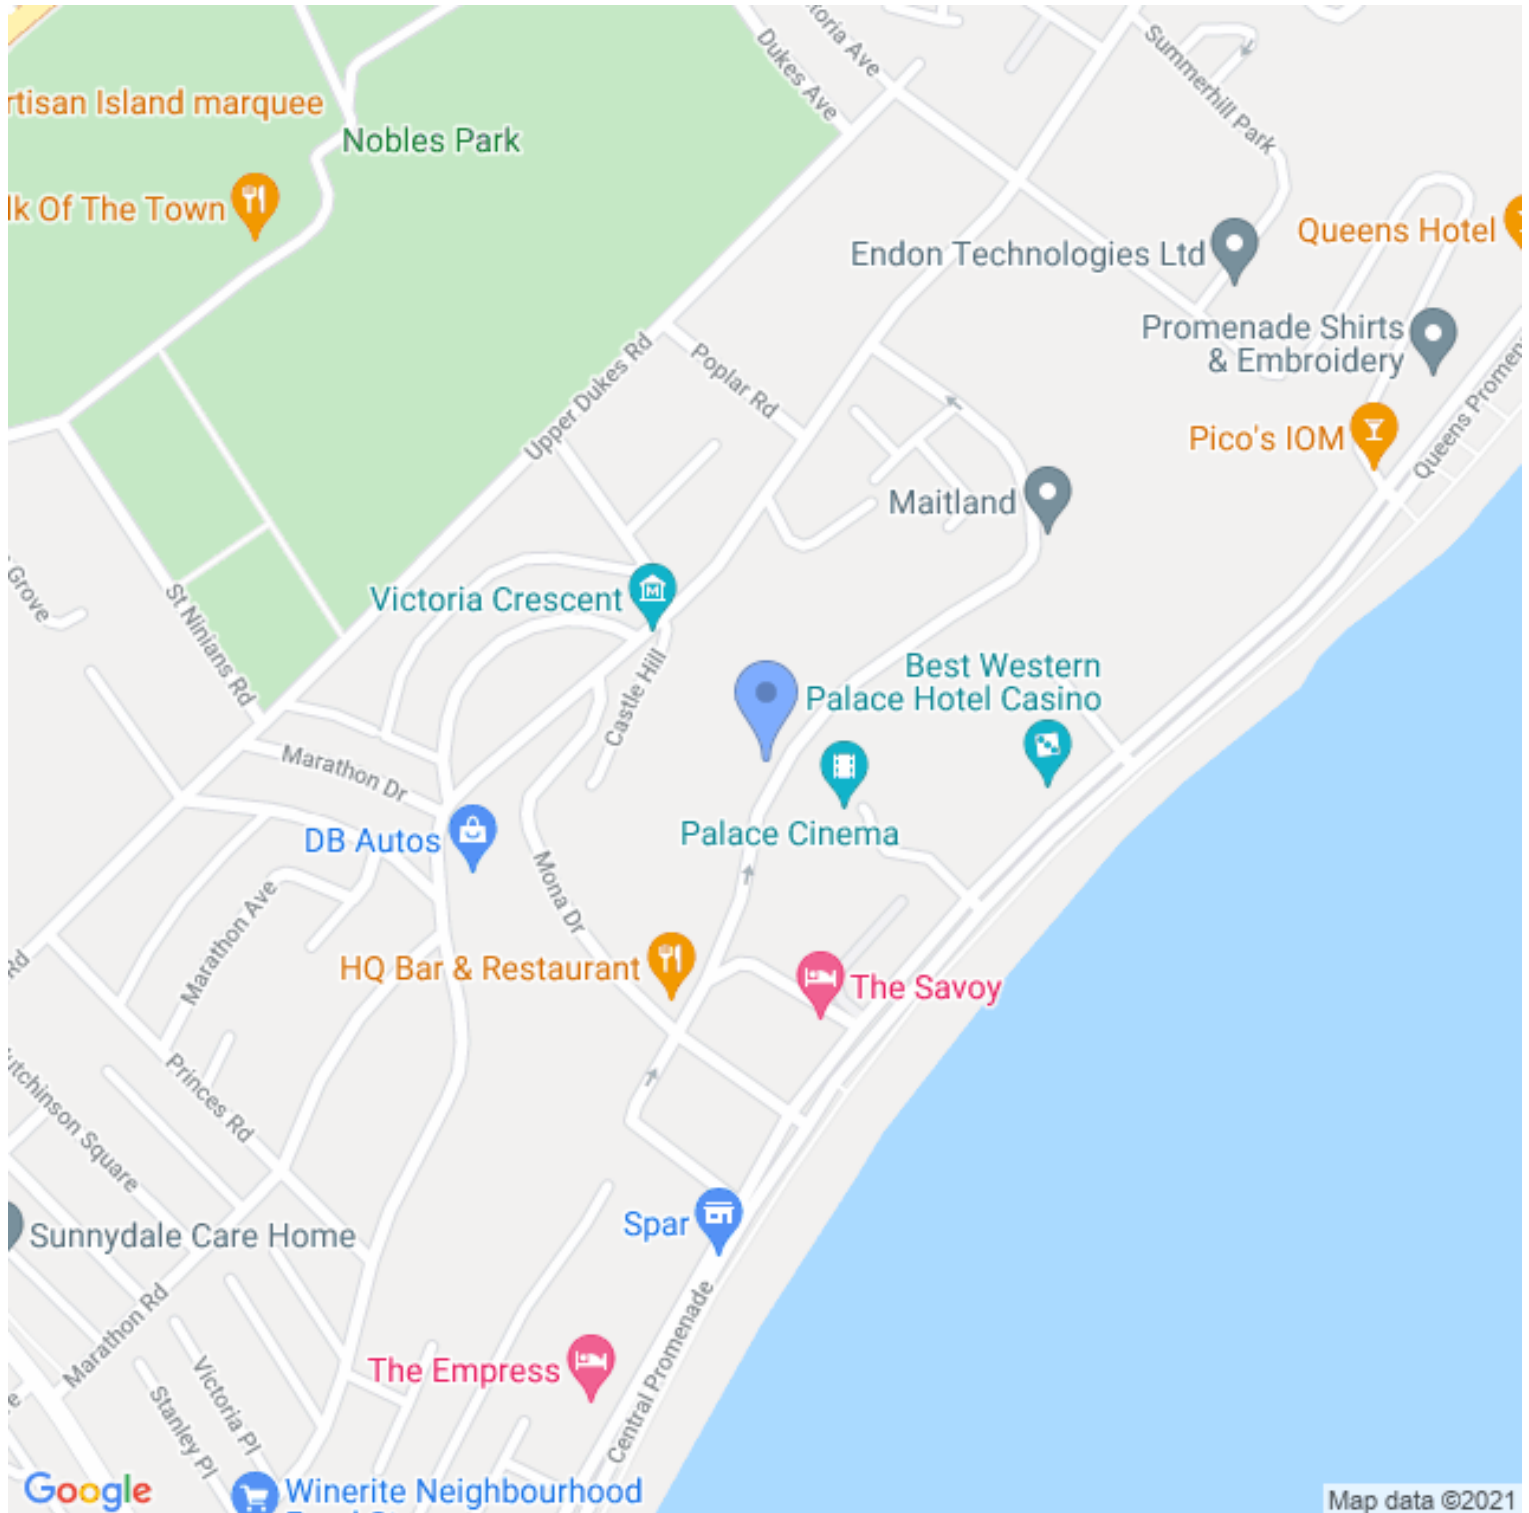 toria Ave
Dukes Ave
Summerhill Park
rtisan Island marquee
Nobles Park
lk Of The Town
Queens Hotel
Endon Technologies Ltd
Promenade Shirts
& Embroidery
Queens Promen
Upper Dukes Rd
Poplar Rd
Pico's IOM
Maitland
Grove
St Ninians Rd
Victoria Crescent
Castle Hill
Best Western
Palace Hotel Casino
Marathon Dr
DB Autos
Palace Cinema
Mona Dr
Marathon Ave
Rd
HQ Bar & Restaurant
The Savoy
Princes Rd
utchinson Square
Sunnydale Care Home
Spar
Marathon Rd
Central Promenade
The Empress
Victoria Pl
Stanley Pl
Google
Winerite Neighbourhood
Map data ©2021